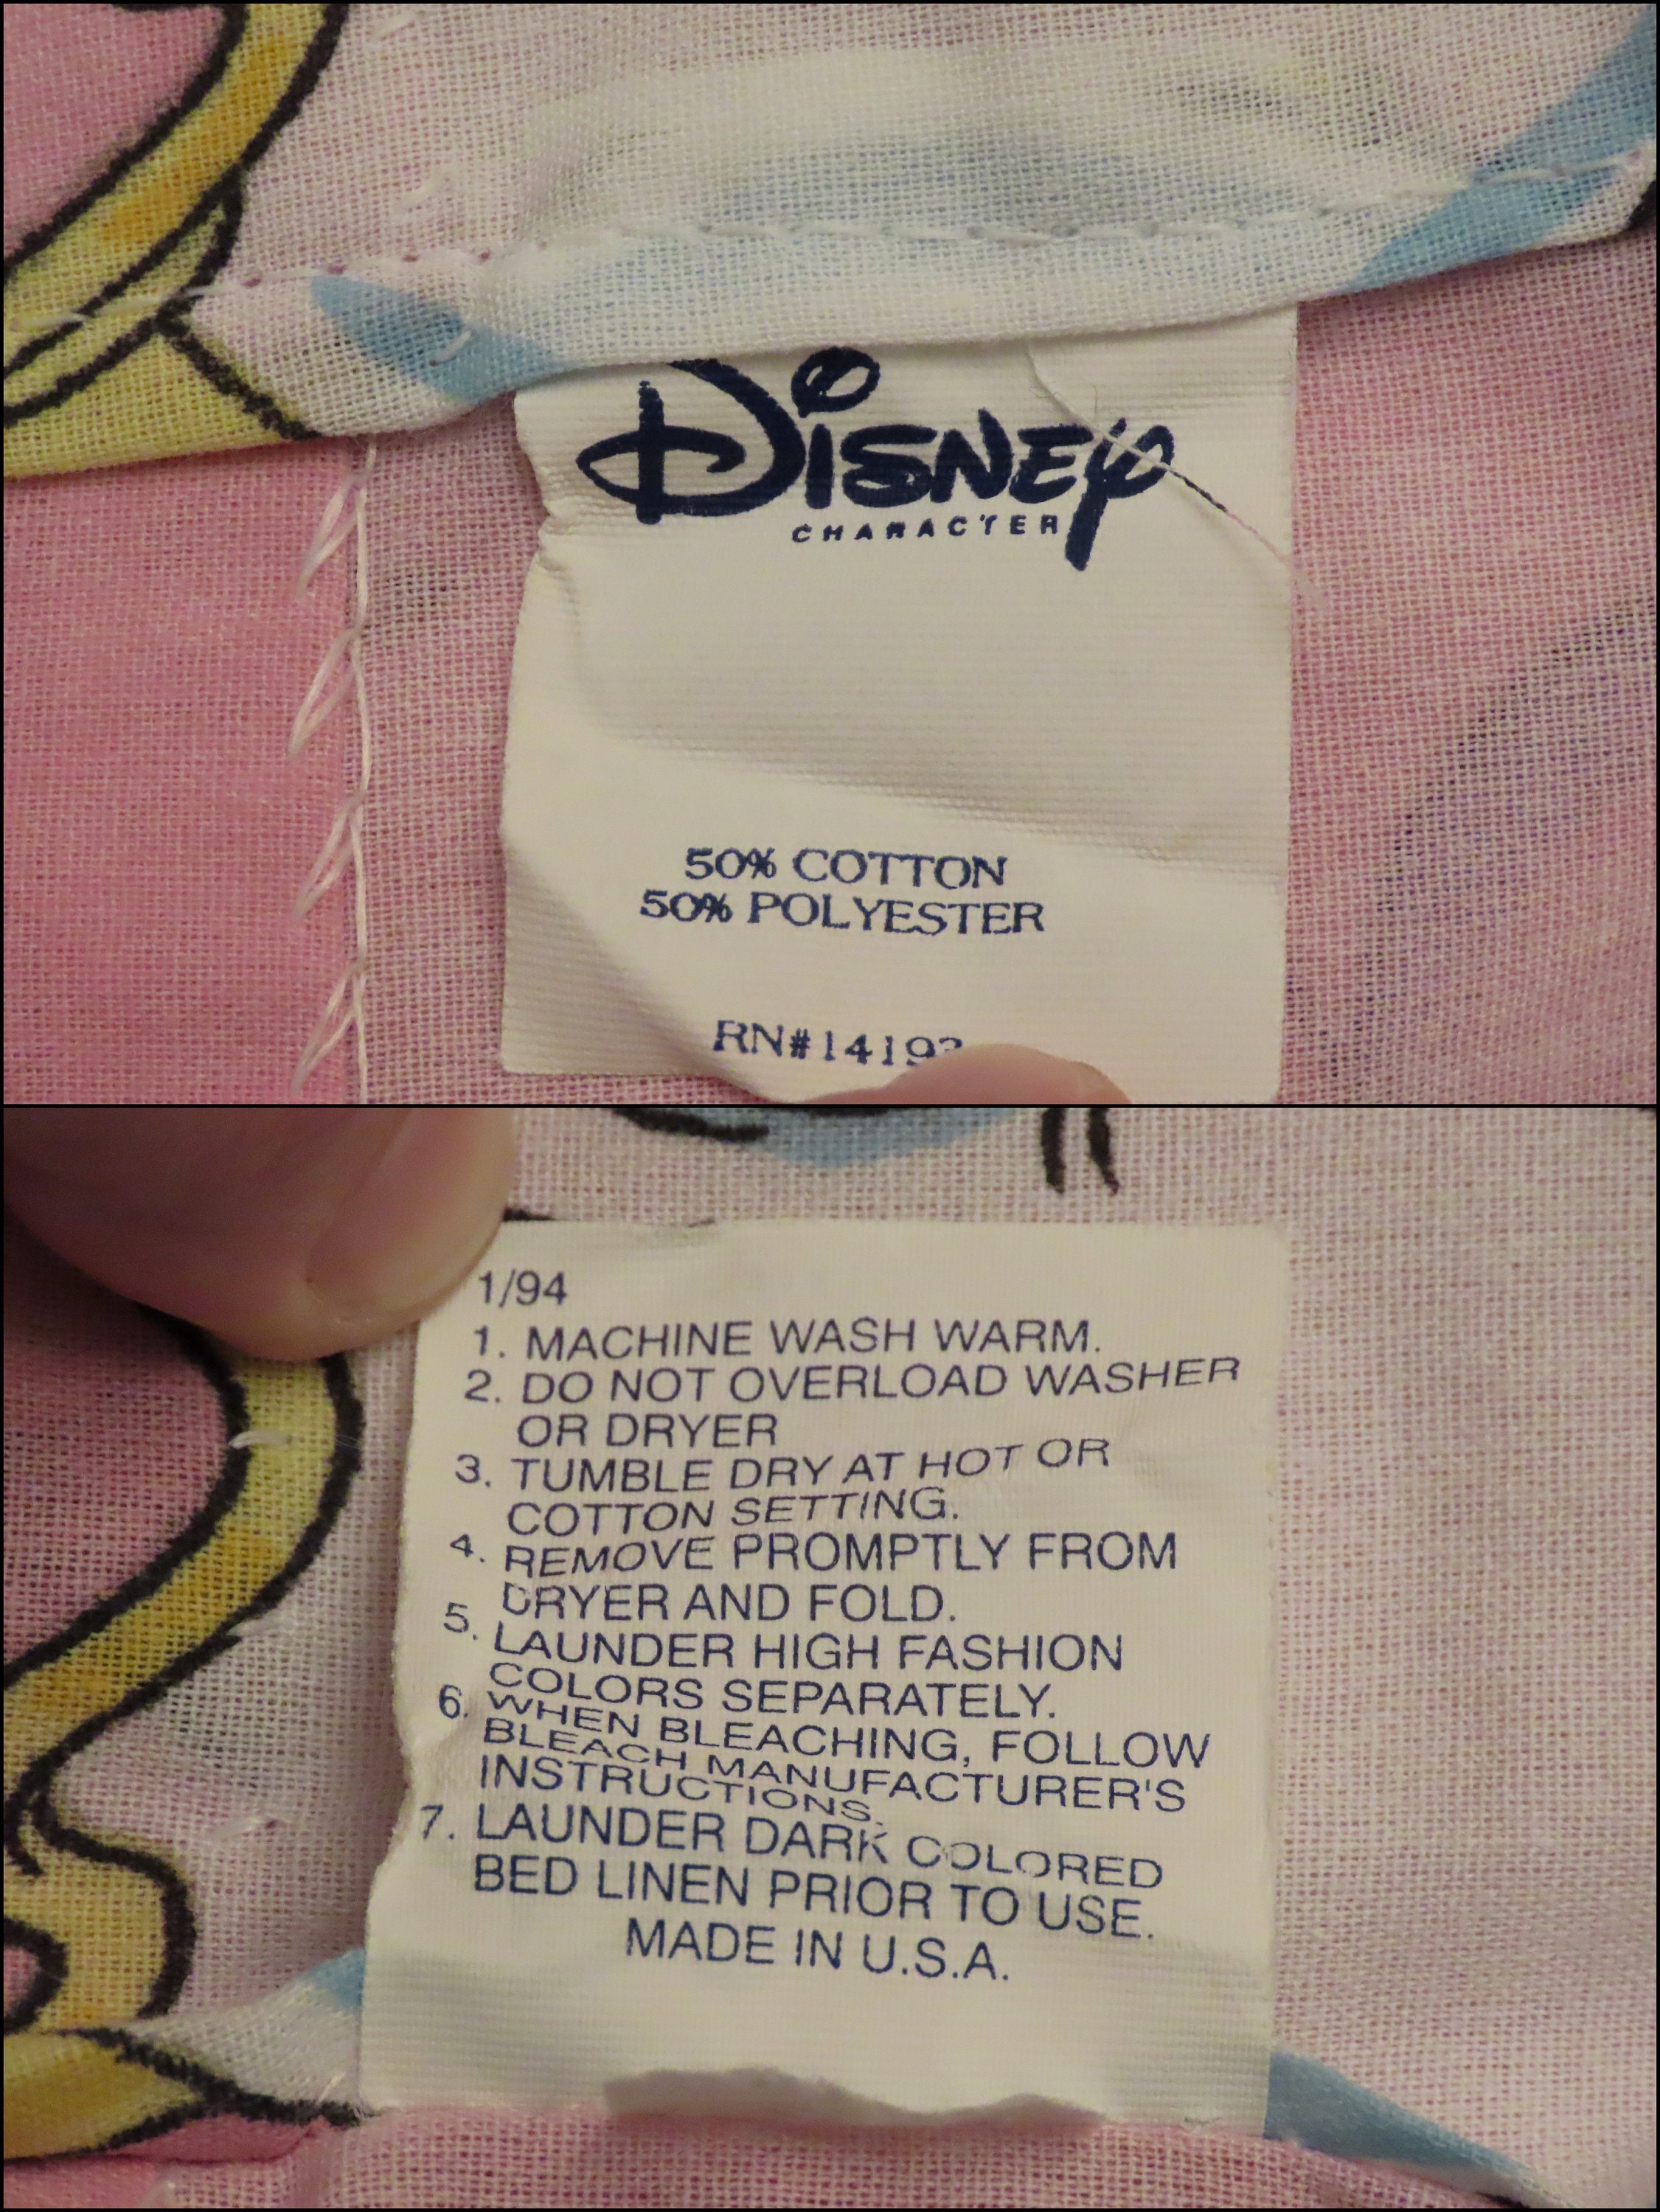 Disney
CHARACTER
50% COTTON
50% POLYESTER
1/94
1. MACHINE WASH WARM.
2. DO NOT OVERLOAD WASHER
OR DRYER
3. TUMBLE DRY AT HOT OR
COTTON SETTING.
4. REMOVE PROMPTLY FROM
DRYER AND FOLD.
5. LAUNDER HIGH FASHION
COLORS SEPARATELY.
6. WHEN BLEACHING, FOLLOW
BLEACH MANUFACTURER'S
INSTRUCTIONS.
7. LAUNDER DARK COLORED
BED LINEN PRIOR TO USE.
MADE IN U.S.A.